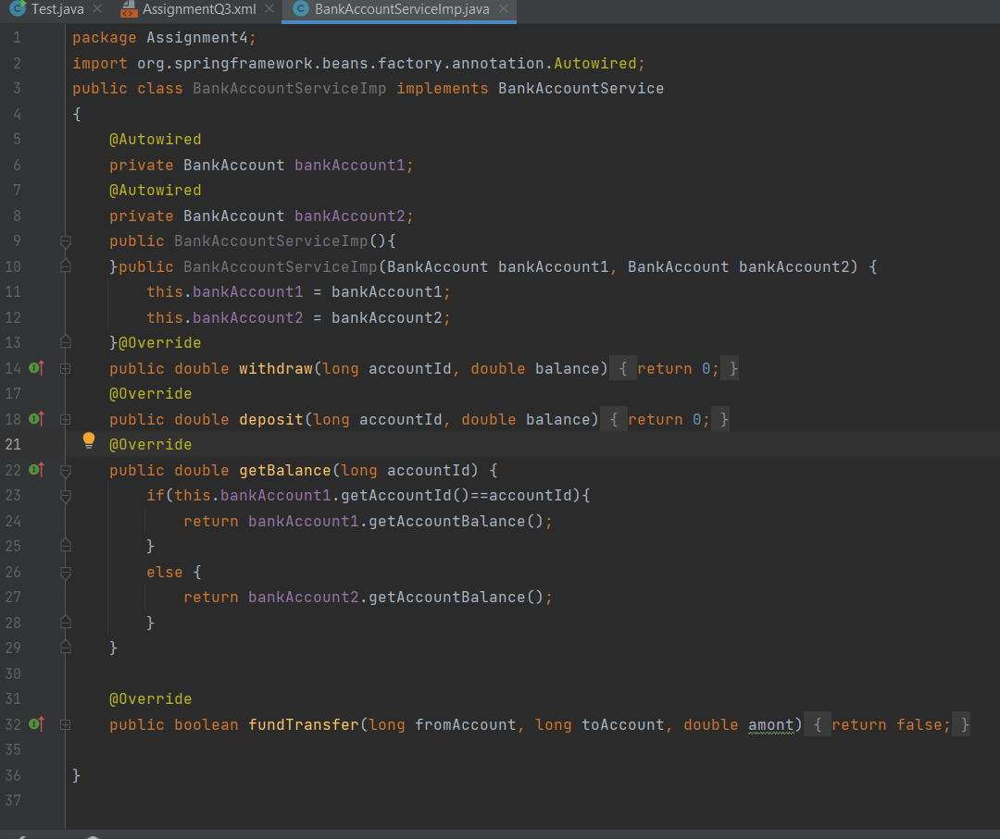 Test.java AssignmentQ3.xml BankAccountServiceImp.java
1 package Assignment4;
2 import org.springframework.beans.factory.annotation.Autowired;
3 public class BankAccountServiceImp implements BankAccountService
4 {
5 @Autowired
6 private BankAccount bankAccount1;
7 @Autowired
8 private BankAccount bankAccount2;
9 public BankAccountServiceImp(){
10 }public BankAccountServiceImp(BankAccount bankAccount1, BankAccount bankAccount2) {
11 this.bankAccount1 = bankAccount1;
12 this.bankAccount2 = bankAccount2;
13 }@Override
14 public double withdraw(long accountId, double balance) { return 0; }
17 @Override
18 public double deposit(long accountId, double balance) { return 0; }
21 @Override
22 public double getBalance(long accountId) {
23 if(this.bankAccount1.getAccountId()==accountId){
24 return bankAccount1.getAccountBalance();
25 }
26 else {
27 return bankAccount2.getAccountBalance();
28 }
29 }
30
31 @Override
32 public boolean fundTransfer(long fromAccount, long toAccount, double amont) { return false; }
35
36 }
37